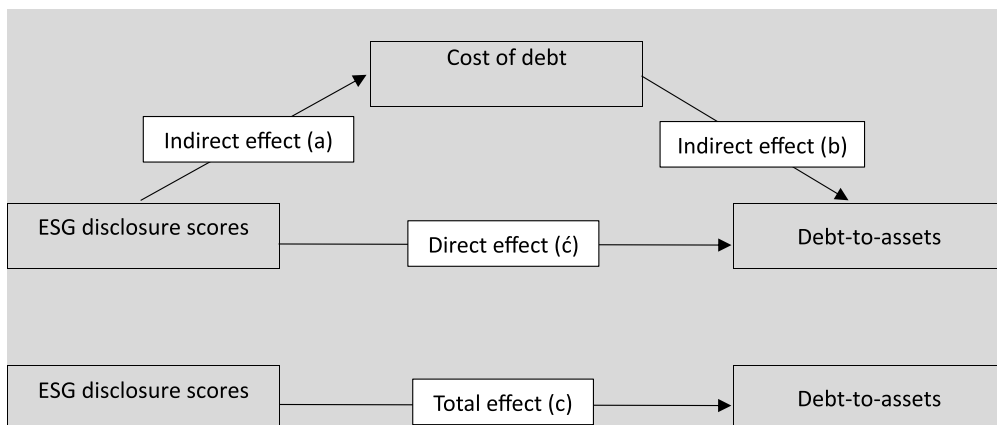 Cost of debt
Indirect effect (a)
Indirect effect (b)
ESG disclosure scores
Direct effect (ć)
Debt-to-assets
ESG disclosure scores
Total effect (c)
Debt-to-assets